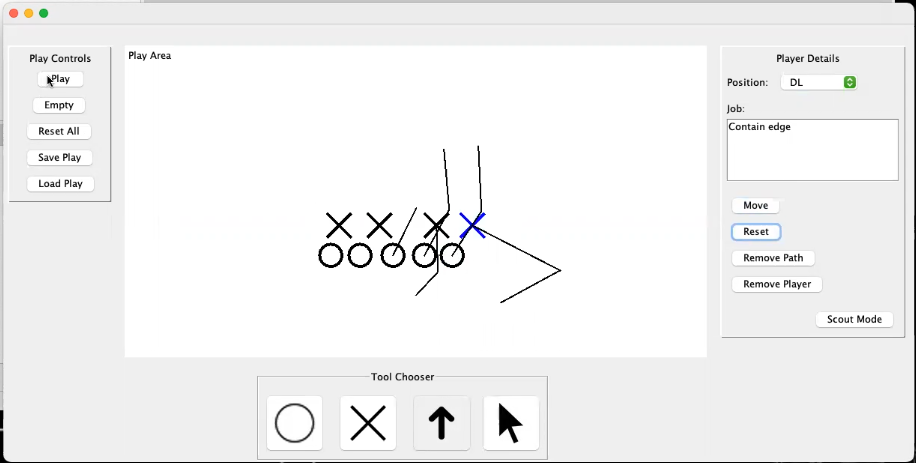 Play Controls
Play
Empty
Reset All
Save Play
Load Play
Play Area
Player Details
Position:
DL
Job:
Contain edge
Move
Reset
Remove Path
Remove Player
Scout Mode
Tool Chooser